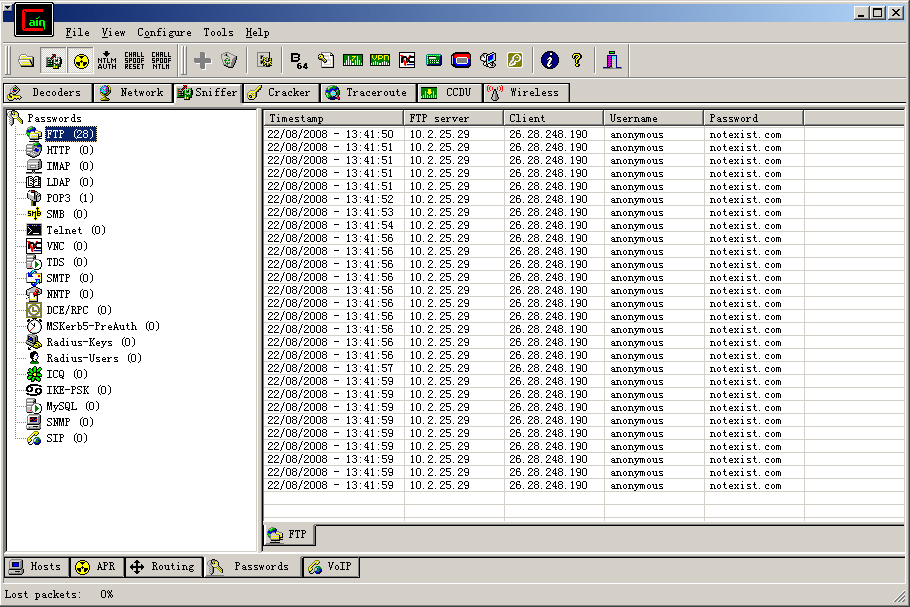 Caín
File View Configure Tools Help
NTLM AUTH CHALL SPOOF RESET CHALL SPOOF NTLM B64
Decoders Network Sniffer Cracker Traceroute CCDU Wireless
Passwords
FTP (28)
HTTP (0)
IMAP (0)
LDAP (0)
POP3 (1)
SMB (0)
Telnet (0)
VNC (0)
TDS (0)
SMTP (0)
NNTP (0)
DCE/RPC (0)
MSKerb5-PreAuth (0)
Radius-Keys (0)
Radius-Users (0)
ICQ (0)
IKE-PSK (0)
MySQL (0)
SNMP (0)
SIP (0)
Timestamp FTP server Client Username Password
22/08/2008 - 13:41:50 10.2.25.29 26.28.248.190 anonymous notexist.com
22/08/2008 - 13:41:51 10.2.25.29 26.28.248.190 anonymous notexist.com
22/08/2008 - 13:41:51 10.2.25.29 26.28.248.190 anonymous notexist.com
22/08/2008 - 13:41:51 10.2.25.29 26.28.248.190 anonymous notexist.com
22/08/2008 - 13:41:51 10.2.25.29 26.28.248.190 anonymous notexist.com
22/08/2008 - 13:41:52 10.2.25.29 26.28.248.190 anonymous notexist.com
22/08/2008 - 13:41:53 10.2.25.29 26.28.248.190 anonymous notexist.com
22/08/2008 - 13:41:54 10.2.25.29 26.28.248.190 anonymous notexist.com
22/08/2008 - 13:41:56 10.2.25.29 26.28.248.190 anonymous notexist.com
22/08/2008 - 13:41:56 10.2.25.29 26.28.248.190 anonymous notexist.com
22/08/2008 - 13:41:56 10.2.25.29 26.28.248.190 anonymous notexist.com
22/08/2008 - 13:41:56 10.2.25.29 26.28.248.190 anonymous notexist.com
22/08/2008 - 13:41:56 10.2.25.29 26.28.248.190 anonymous notexist.com
22/08/2008 - 13:41:56 10.2.25.29 26.28.248.190 anonymous notexist.com
22/08/2008 - 13:41:56 10.2.25.29 26.28.248.190 anonymous notexist.com
22/08/2008 - 13:41:56 10.2.25.29 26.28.248.190 anonymous notexist.com
22/08/2008 - 13:41:56 10.2.25.29 26.28.248.190 anonymous notexist.com
22/08/2008 - 13:41:56 10.2.25.29 26.28.248.190 anonymous notexist.com
22/08/2008 - 13:41:57 10.2.25.29 26.28.248.190 anonymous notexist.com
22/08/2008 - 13:41:59 10.2.25.29 26.28.248.190 anonymous notexist.com
22/08/2008 - 13:41:59 10.2.25.29 26.28.248.190 anonymous notexist.com
22/08/2008 - 13:41:59 10.2.25.29 26.28.248.190 anonymous notexist.com
22/08/2008 - 13:41:59 10.2.25.29 26.28.248.190 anonymous notexist.com
22/08/2008 - 13:41:59 10.2.25.29 26.28.248.190 anonymous notexist.com
22/08/2008 - 13:41:59 10.2.25.29 26.28.248.190 anonymous notexist.com
22/08/2008 - 13:41:59 10.2.25.29 26.28.248.190 anonymous notexist.com
22/08/2008 - 13:41:59 10.2.25.29 26.28.248.190 anonymous notexist.com
22/08/2008 - 13:41:59 10.2.25.29 26.28.248.190 anonymous notexist.com
FTP
Hosts APR Routing Passwords VoIP
Lost packets: 0%